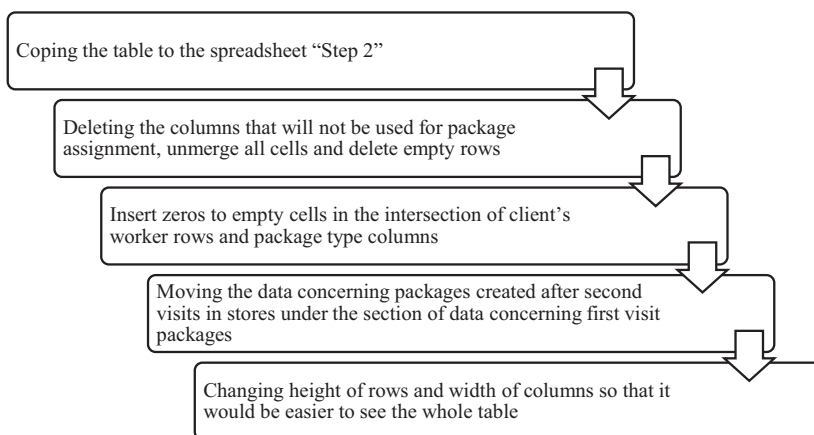 Coping the table to the spreadsheet “Step 2”
Deleting the columns that will not be used for package
assignment, unmerge all cells and delete empty rows
Insert zeros to empty cells in the intersection of client’s
worker rows and package type columns
Moving the data concerning packages created after second
visits in stores under the section of data concerning first visit
packages
Changing height of rows and width of columns so that it
would be easier to see the whole table